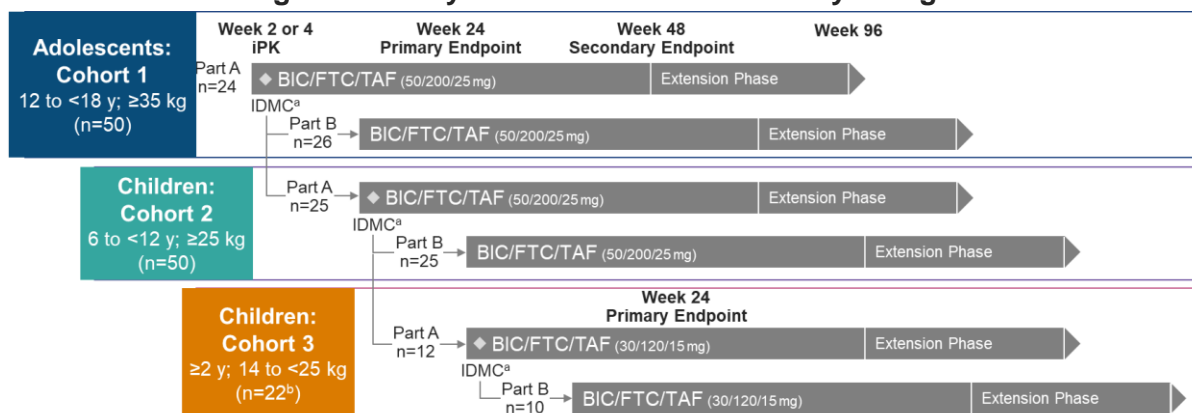 Week 2 or 4
iPK
Week 24
Primary Endpoint
Week 48
Secondary Endpoint
Week 96
Adolescents:
Cohort 1
12 to <18 y; ≥35 kg
(n=50)
Part A
n=24
BIC/FTC/TAF (50/200/25 mg)
Extension Phase
IDMCᵃ
Part B
n=26
BIC/FTC/TAF (50/200/25 mg)
Extension Phase
Children:
Cohort 2
6 to <12 y; ≥25 kg
(n=50)
Part A
n=25
BIC/FTC/TAF (50/200/25 mg)
Extension Phase
IDMCᵃ
Part B
n=25
BIC/FTC/TAF (50/200/25 mg)
Extension Phase
Children:
Cohort 3
≥2 y; 14 to <25 kg
(n=22ᵇ)
Week 24
Primary Endpoint
Part A
n=12
BIC/FTC/TAF (30/120/15 mg)
Extension Phase
IDMCᵃ
Part B
n=10
BIC/FTC/TAF (30/120/15 mg)
Extension Phase